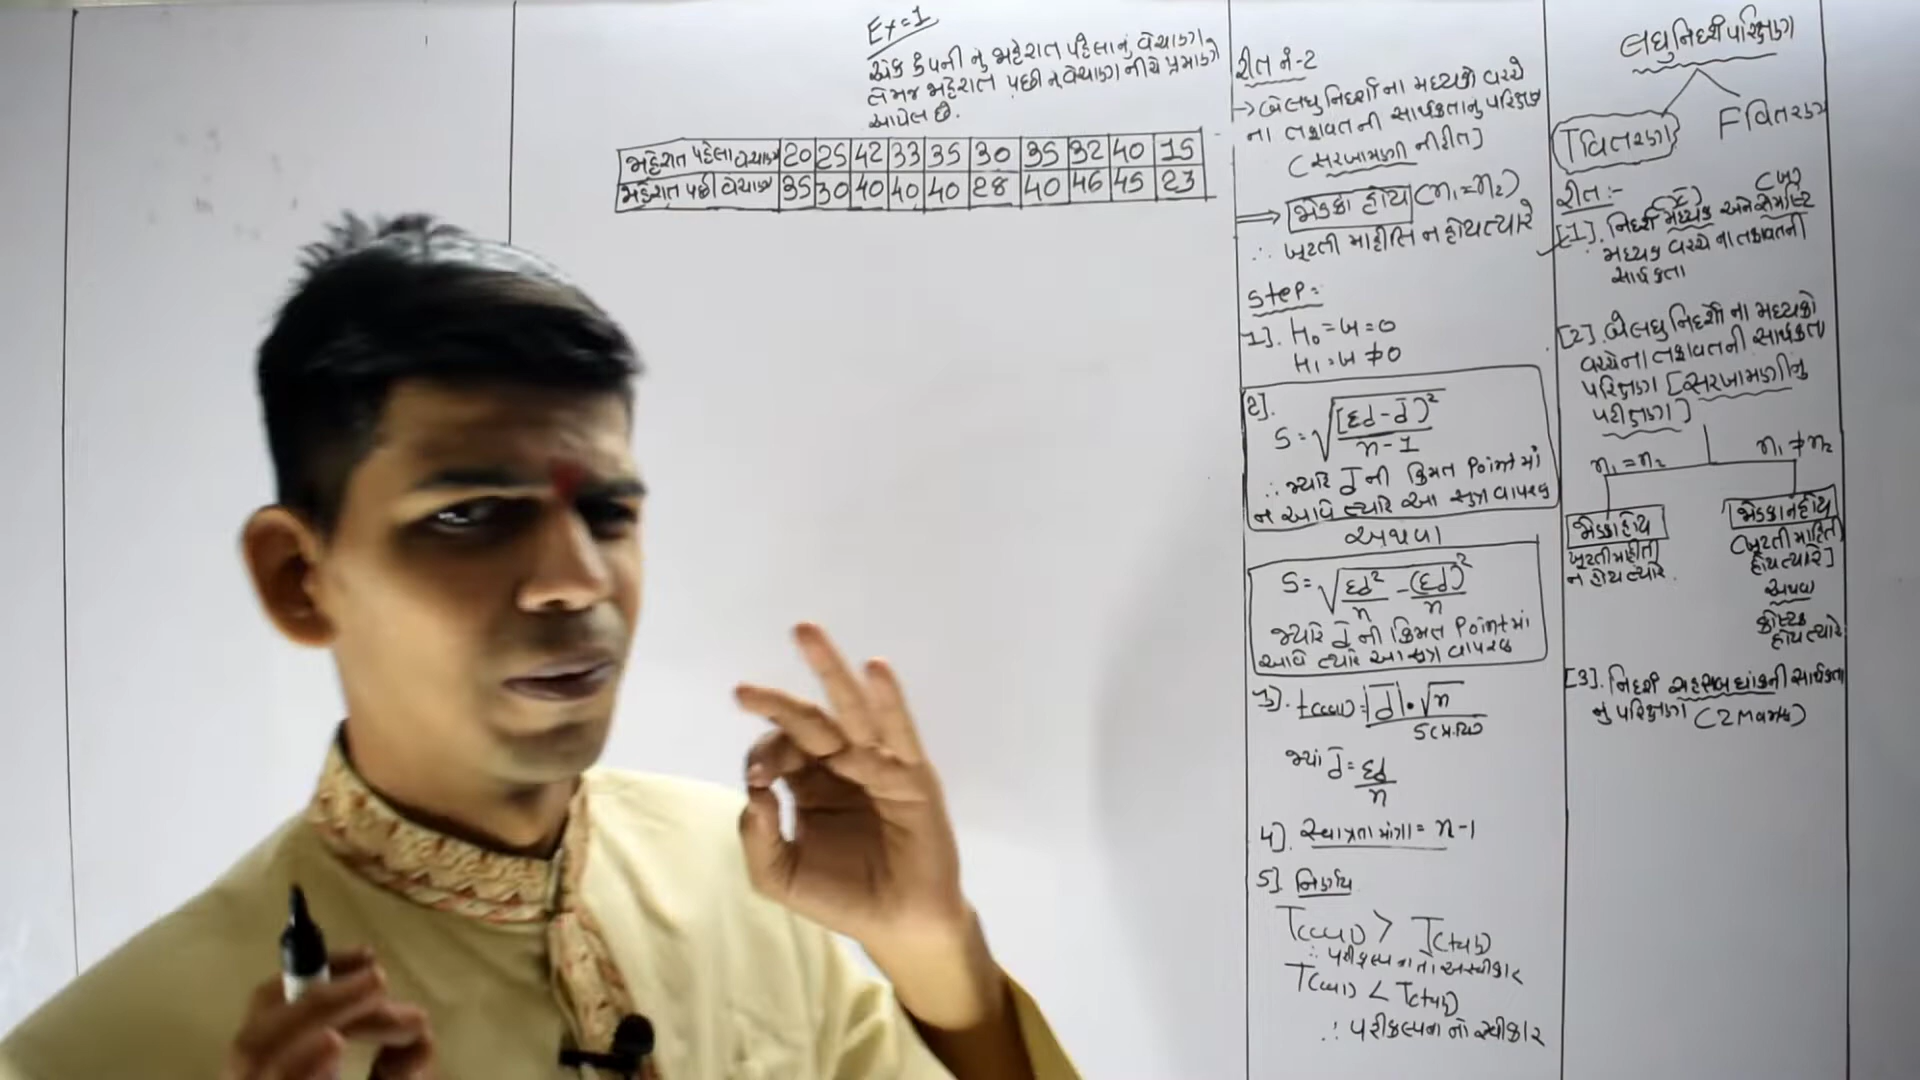 Ex=1
એક કંપની નું જાહેરાત પહેલાનું વેચાણ
તેમજ જાહેરાત પછી નું વેચાણ નીચે પ્રમાણે
આપેલ છે.
જાહેરાત પહેલા વેચાણ 20 25 42 33 35 30 35 32 40 15
જાહેરાત પછી વેચાણ 35 30 40 40 40 28 40 46 45 23
રીત નં-2
→ બે લઘુ નિદર્શો ના મધ્યકો વચ્ચે
ના તફાવત ની સાર્થકતાનું પરિક્ષણ
(સરખામણી ની રીત]
⇒ જોડકા હોય (n₁=n₂)
∴ ખૂટતી માહીતિ ન હોય ત્યારે
Step:
1]. H₀ = μ = 0
H₁ = μ ≠ 0
2].
S = √[Σd - d̄)² / n-1
∴ જ્યારે d̄ ની કિંમત Point માં
ન આવે ત્યારે આ સૂત્ર વાપરવુ
અથવા
S = √Σd²/n - (Σd/n)²
જ્યારે d̄ ની કિંમત Point માં
આવે ત્યારે આ સૂત્ર વાપરવુ
3]. t(cal) = |d̄| • √n / S(પ્ર.વિ)
જ્યાં d̄ = Σd/n
4]. સ્વાત્રતા માત્રા = n-1
5]. નિર્ણય
T(cal) > T(tab)
∴ પરીકલ્પના નો અસ્વીકાર
T(cal) < T(tab)
∴ પરીકલ્પના નો સ્વીકાર
લઘુ નિદર્શ પરિક્ષણ
T વિતરણ F વિતરણ
રીત :-
[1]. નિદર્શ મધ્યક અને સમષ્ટિ
મધ્યક વચ્ચે ના તફાવતની
સાર્થકતા
[2]. બે લઘુ નિદર્શો ના મધ્યકો
વચ્ચેના તફાવત ની સાર્થકતા
પરિક્ષણ [સરખામણીનુ
પરીક્ષણ]
n₁ = n₂ n₁ ≠ n₂
જોડકા હોય જોડકા ન હોય
ખૂટતી માહીતી
ન હોય ત્યારે.
(ખૂટતી માહિતી
હોય ત્યારે]
અથવા
કોષ્ટક
હોય ત્યારે
[3]. નિદર્શ સહસબંધાંકની સાર્થકતા
નું પરિક્ષણ (2 Marks)